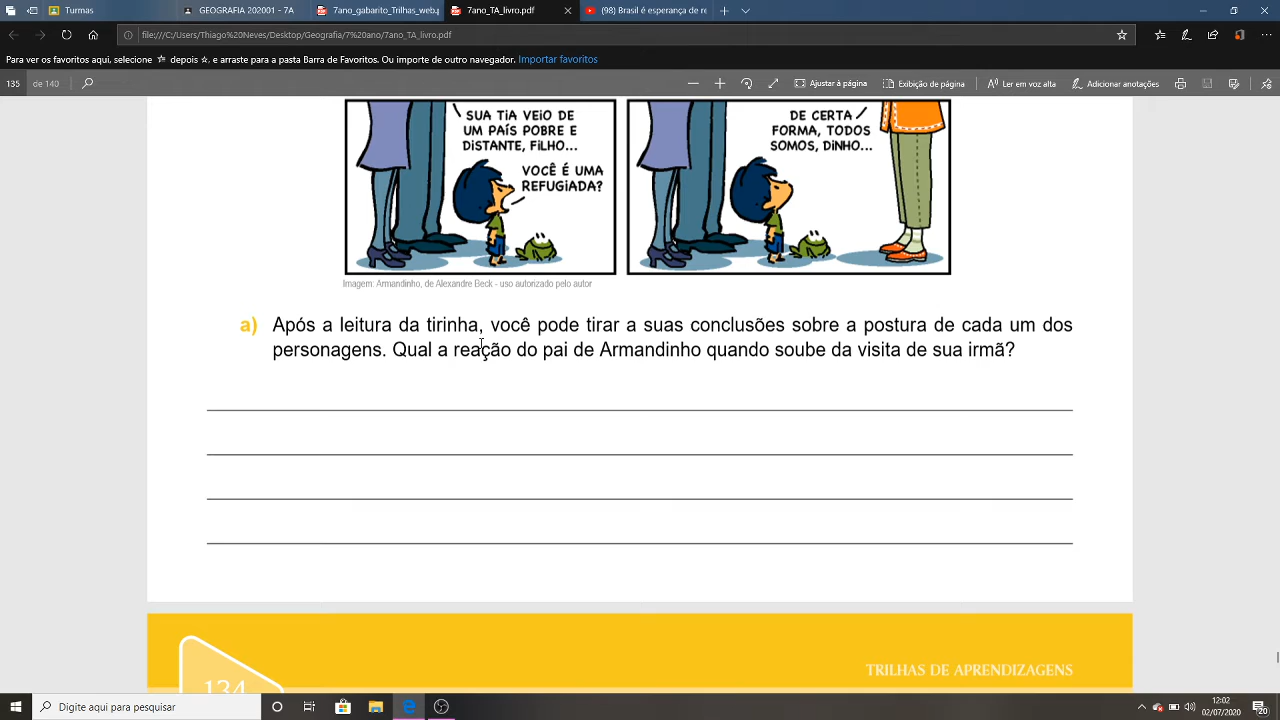 Turmas
GEOGRAFIA 202001 - 7A
Refugiados.jpg
7ano_Tri_TrilhasWeb.p
7ano_TA_livro.pdf
(98) Brasil é esperança de re
file:///C:/Users/Thiago%20Neves/Desktop/Geografia/7%20ano/7ano_TA_livro.pdf
Para ver os favoritos aqui, selecione ☆ depois ☆, e arraste para a pasta Barra de Favoritos. Ou importe de outro navegador. Importar favoritos
135 de 140
Ajustar à página
Exibição de página
Ler em voz alta
Adicionar anotações
SUA TIA VEIO DE
UM PAÍS POBRE E
DISTANTE, FILHO...
VOCÊ É UMA
REFUGIADA?
DE CERTA
FORMA, TODOS
SOMOS, DINHO...
Imagem: Armandinho, de Alexandre Beck - uso autorizado pelo autor
a) Após a leitura da tirinha, você pode tirar a suas conclusões sobre a postura de cada um dos
personagens. Qual a reação do pai de Armandinho quando soube da visita de sua irmã?
134
TRILHAS DE APRENDIZAGENS
Digite aqui para pesquisar
12:02
02/07/2020